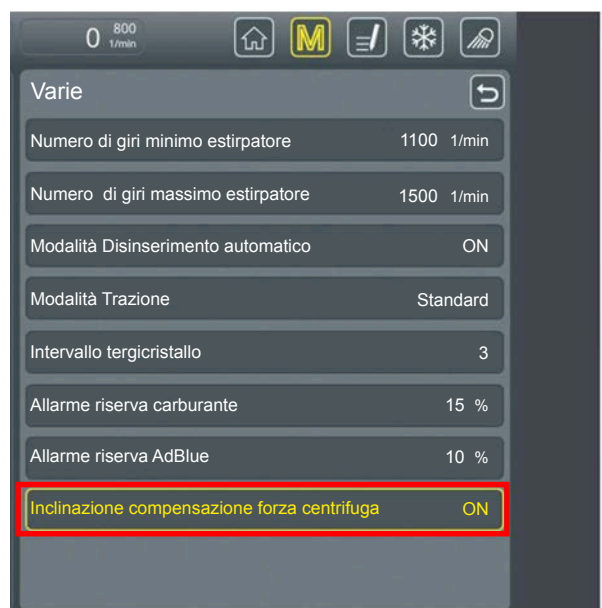 0 800 1/min M
Varie
Numero di giri minimo estirpatore 1100 1/min
Numero di giri massimo estirpatore 1500 1/min
Modalità Disinserimento automatico ON
Modalità Trazione Standard
Intervallo tergicristallo 3
Allarme riserva carburante 15 %
Allarme riserva AdBlue 10 %
Inclinazione compensazione forza centrifuga ON